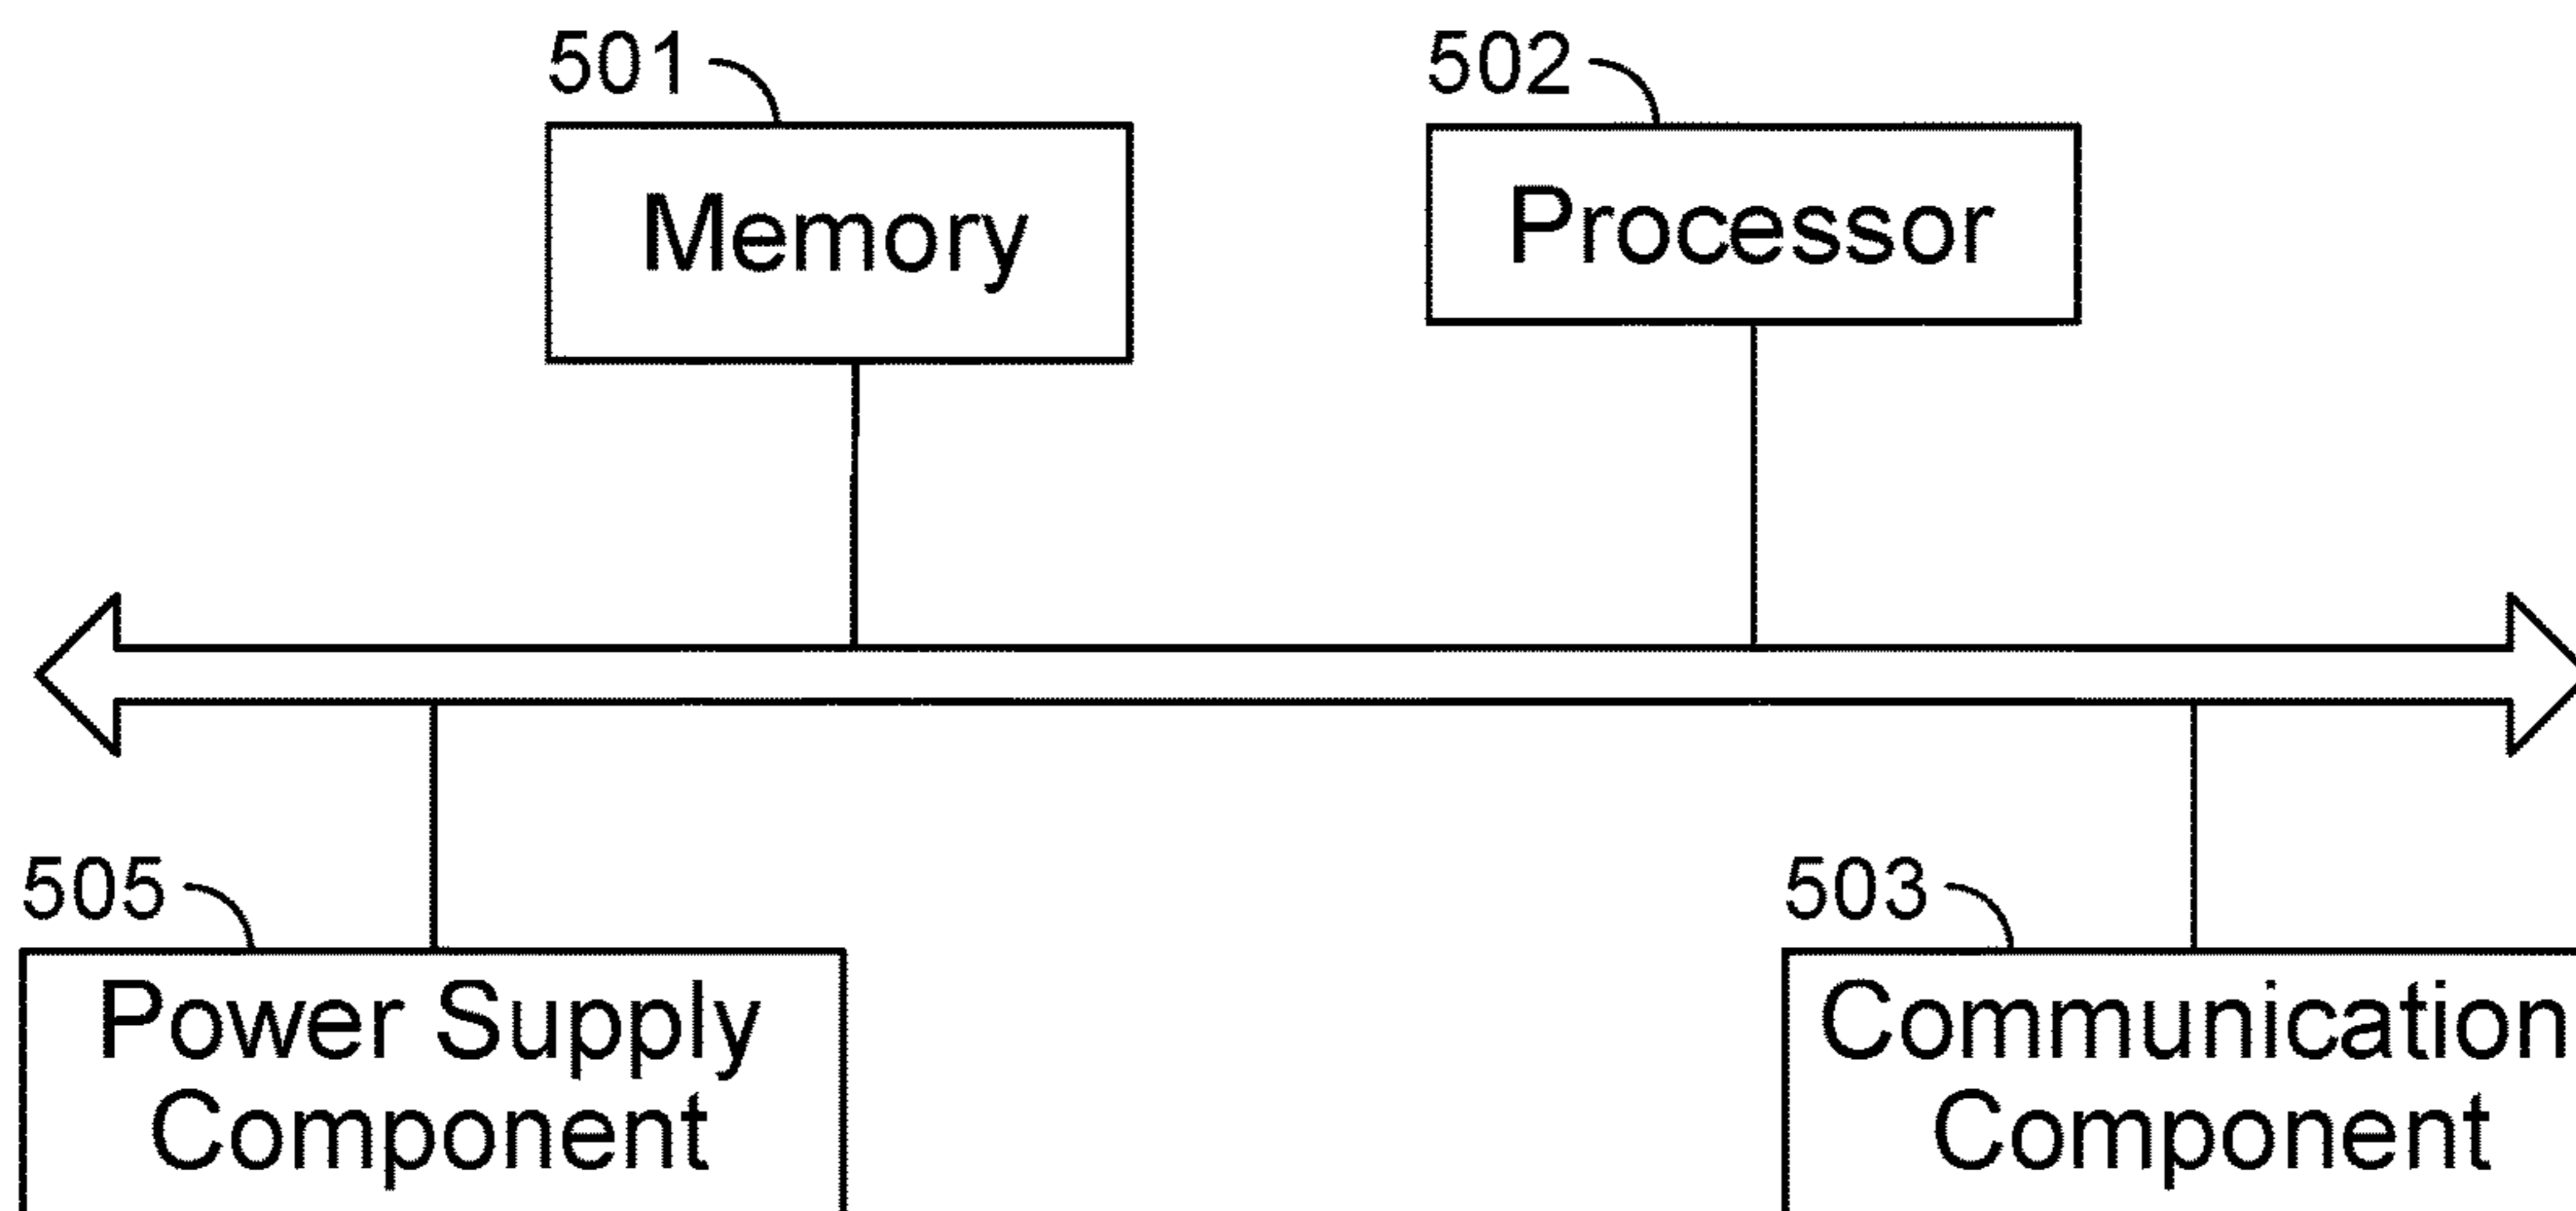 501
502
Memory
Processor
505
503
Power Supply
Component
Communication
Component